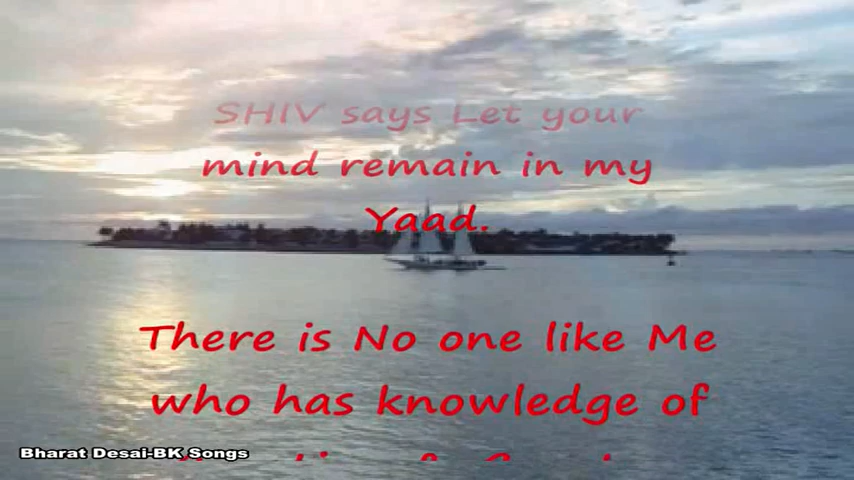 SHIV says Let your
mind remain in my
Yaad.
There is No one like Me
who has knowledge of
Bharat Desai-BK Songs